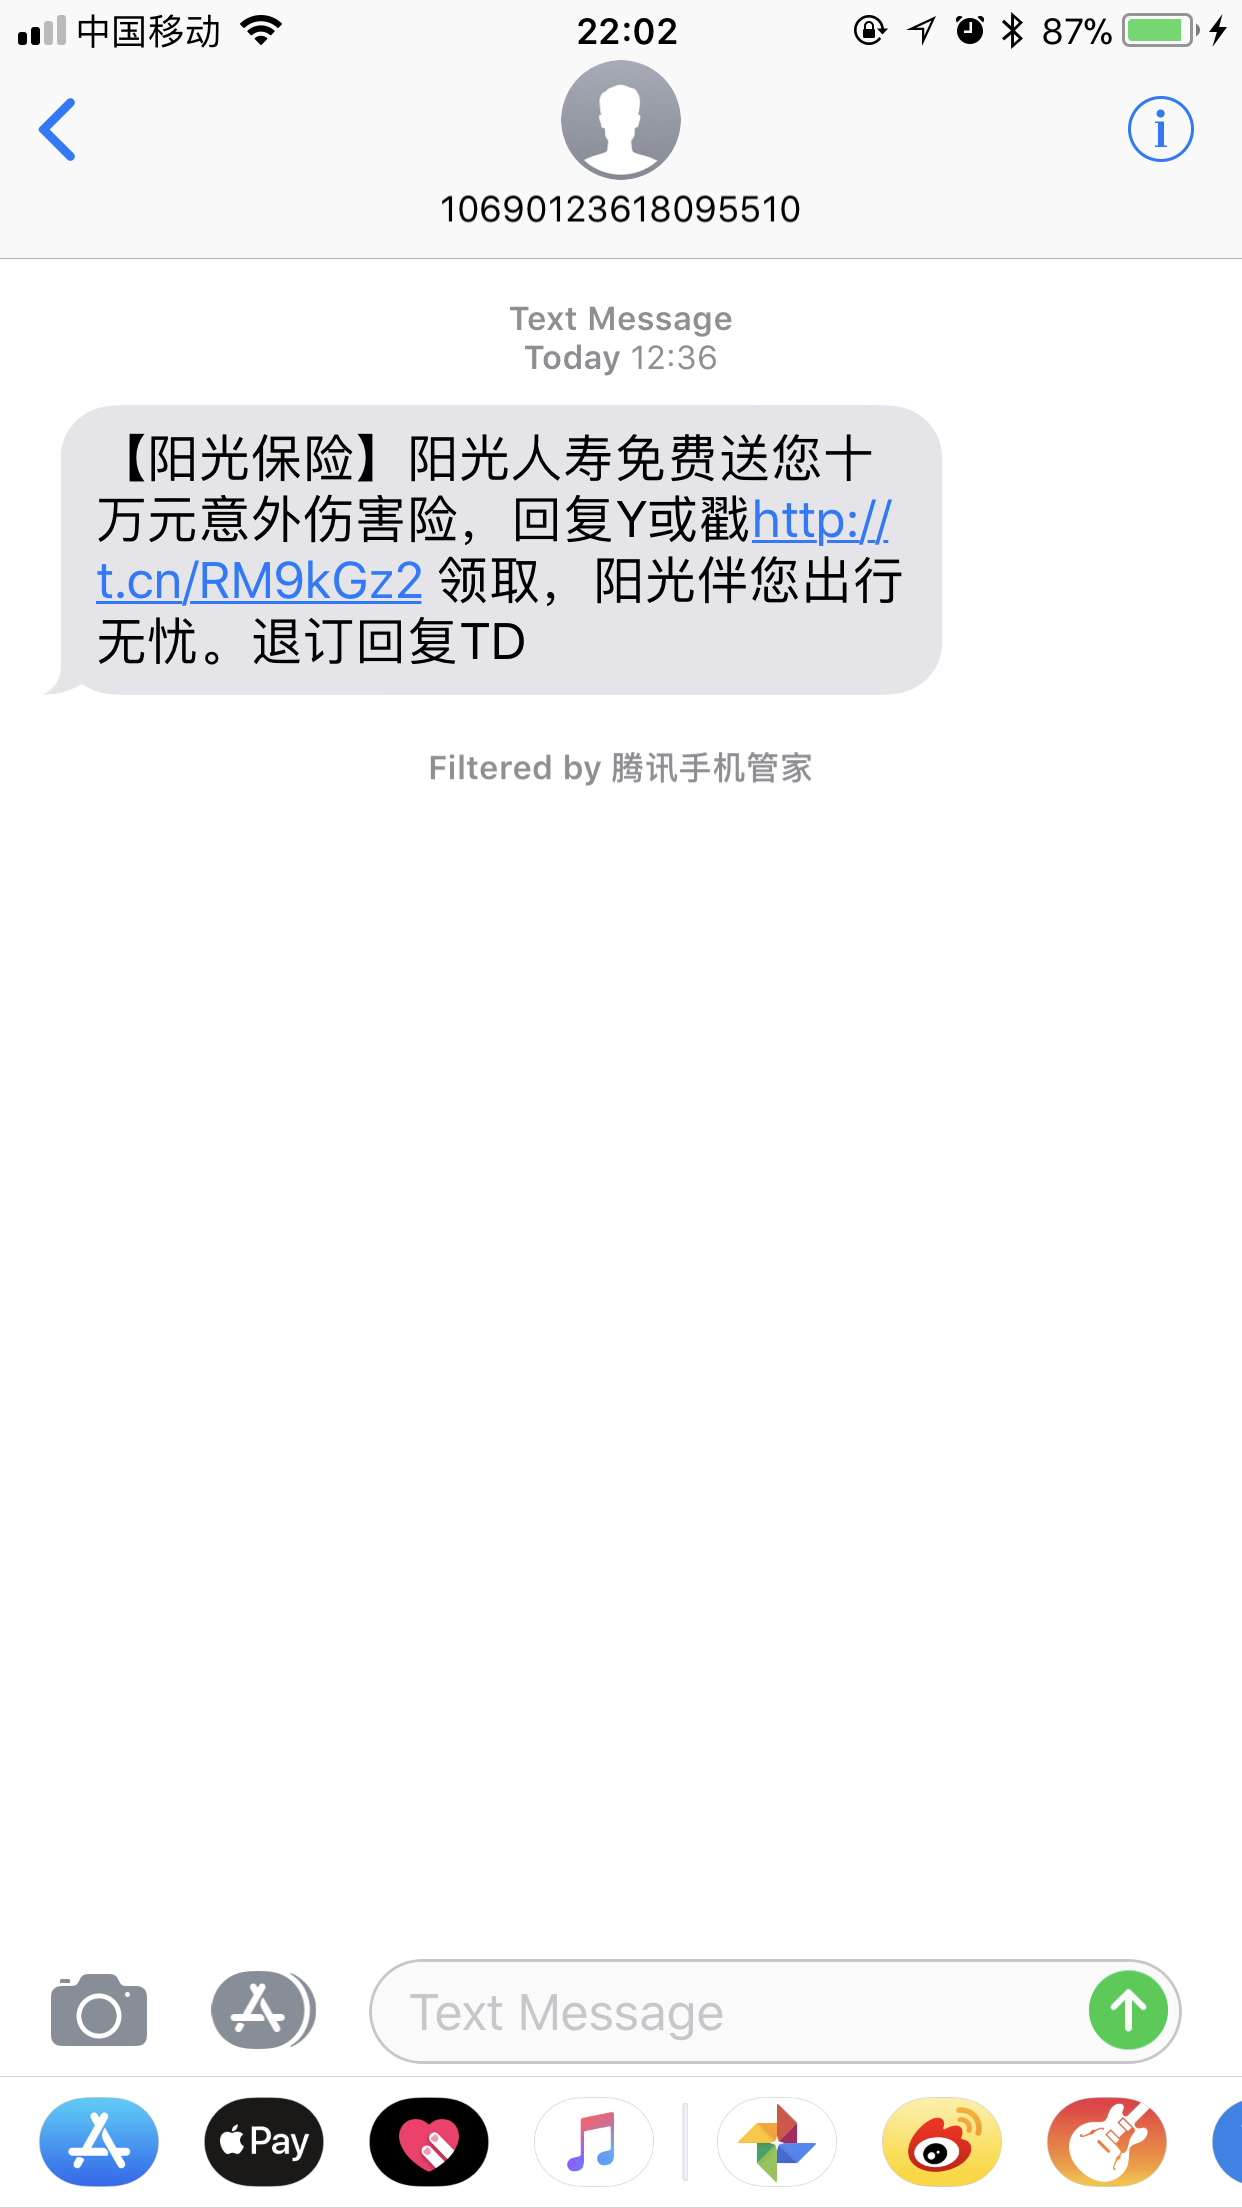 中国移动
22:02
87%
10690123618095510
Text Message
Today 12:36
【阳光保险】阳光人寿免费送您十
万元意外伤害险，回复Y或戳http://
t.cn/RM9kGz2 领取，阳光伴您出行
无忧。退订回复TD
Filtered by 腾讯手机管家
Text Message
Pay